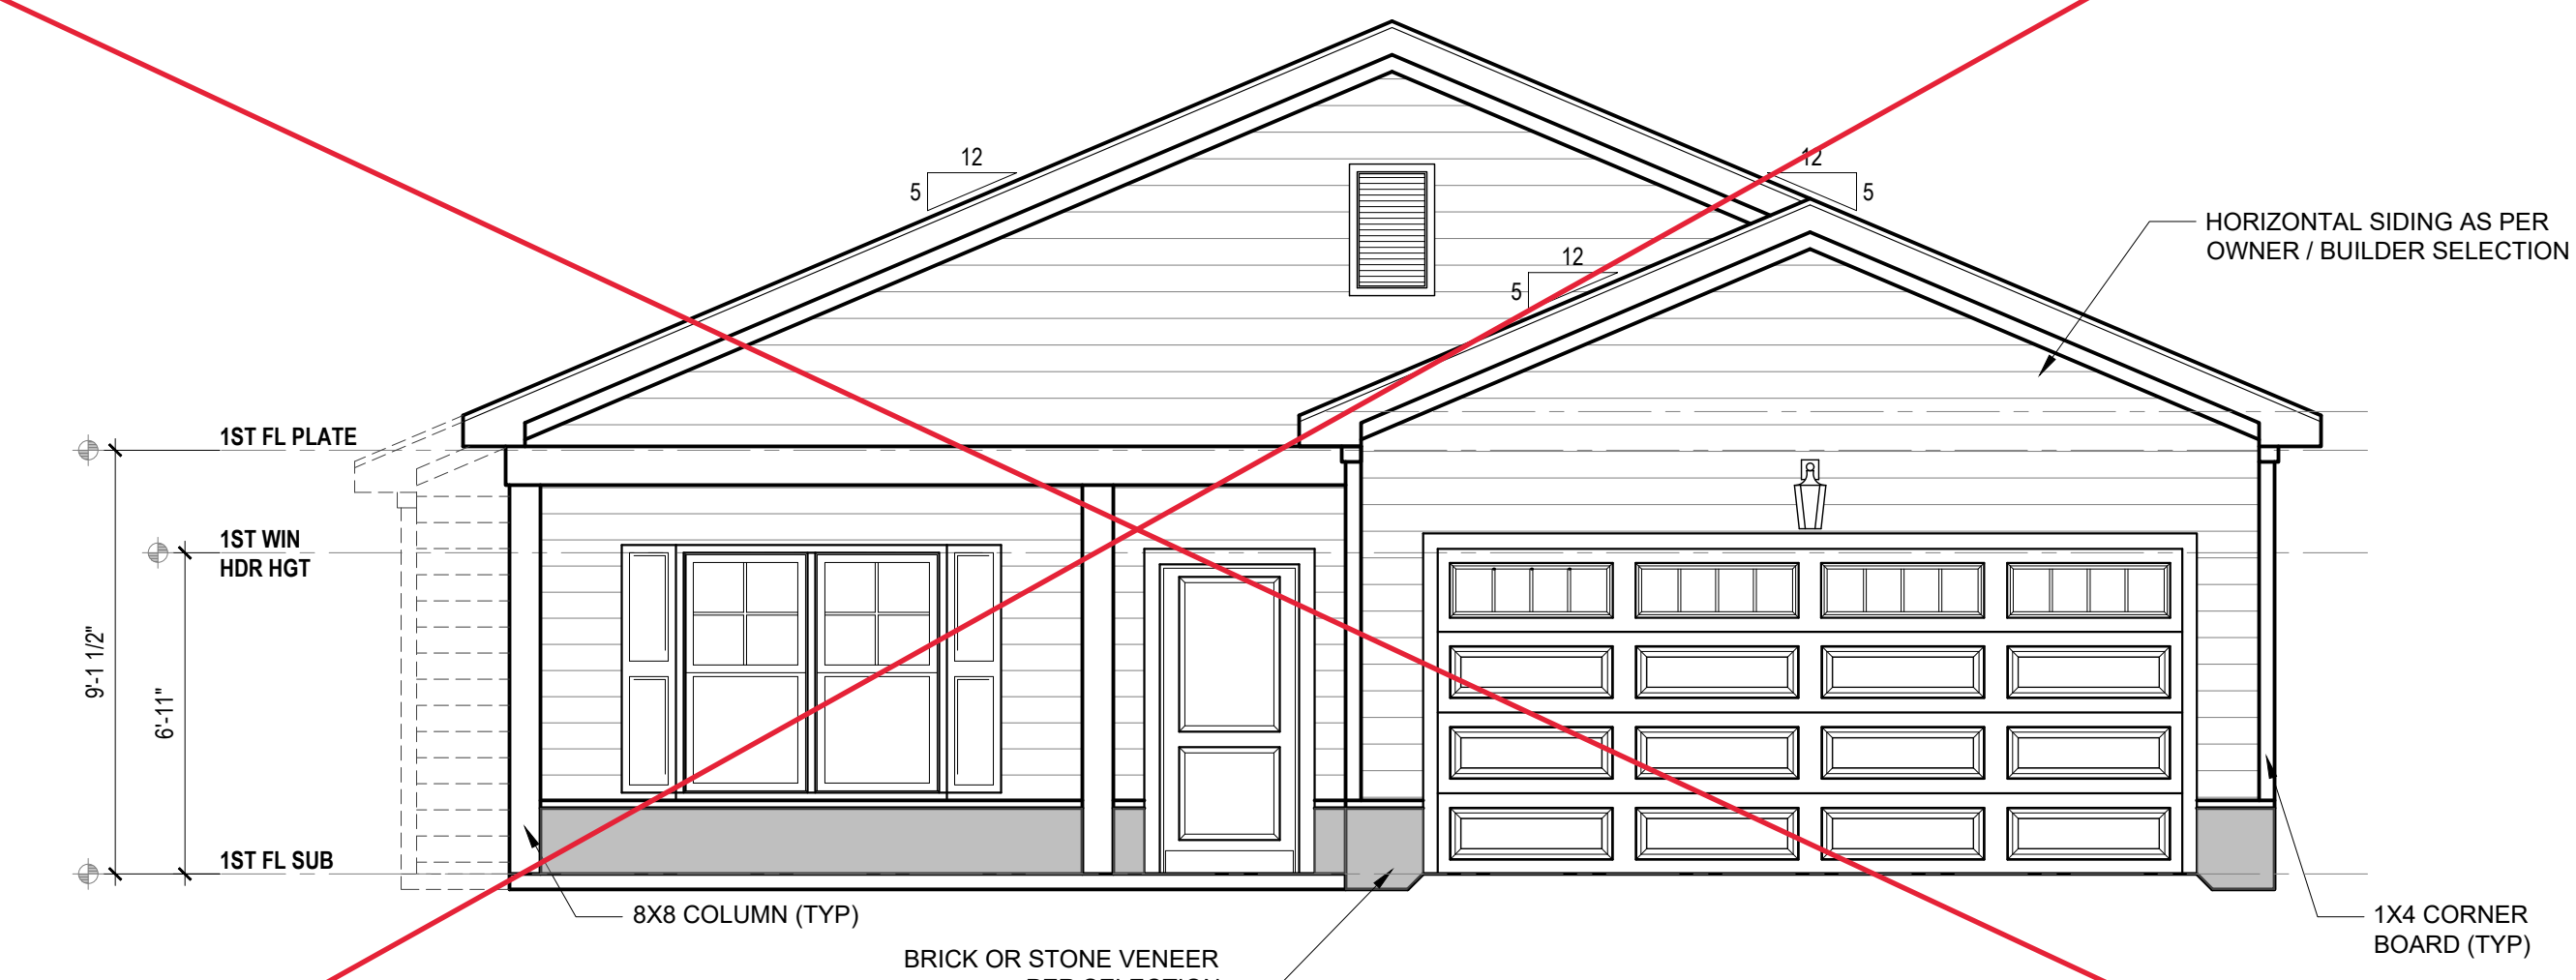 12
5
12
5
HORIZONTAL SIDING AS PER
OWNER / BUILDER SELECTION
12
5
1ST FL PLATE
1ST WIN
HDR HGT
9'-1 1/2"
6'-11"
1ST FL SUB
8X8 COLUMN (TYP)
1X4 CORNER
BOARD (TYP)
BRICK OR STONE VENEER
PER SELECTION